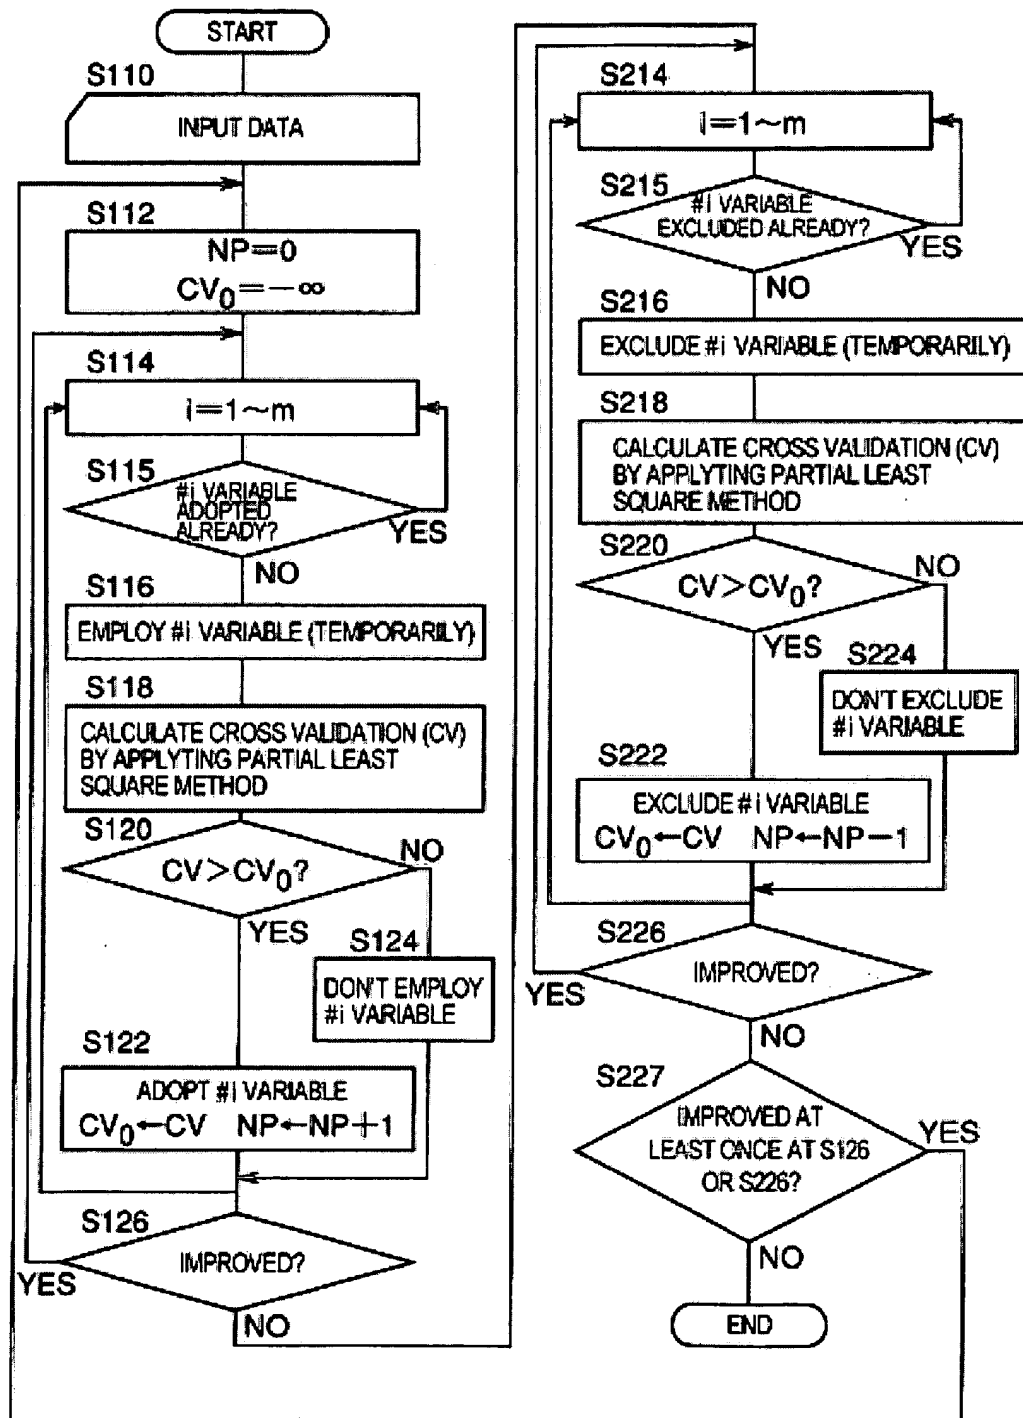 START
S110
INPUT DATA
S112
NP=0
CV₀=-∞
S114
i=1~m
S115
#i VARIABLE
ADOPTED
ALREADY?
YES
NO
S116
EMPLOY #i VARIABLE (TEMPORARILY)
S118
CALCULATE CROSS VALIDATION (CV)
BY APPLYTING PARTIAL LEAST
SQUARE METHOD
S120
CV>CV₀?
NO
YES
S124
DON'T EMPLOY
#i VARIABLE
S122
ADOPT #i VARIABLE
CV₀←CV NP←NP+1
S126
IMPROVED?
YES
NO
S214
i=1~m
S215
#i VARIABLE
EXCLUDED ALREADY?
YES
NO
S216
EXCLUDE #i VARIABLE (TEMPORARILY)
S218
CALCULATE CROSS VALIDATION (CV)
BY APPLYTING PARTIAL LEAST
SQUARE METHOD
S220
CV>CV₀?
NO
YES
S224
DON'T EXCLUDE
#i VARIABLE
S222
EXCLUDE #i VARIABLE
CV₀←CV NP←NP-1
S226
IMPROVED?
YES
NO
S227
IMPROVED AT
LEAST ONCE AT S126
OR S226?
YES
NO
END